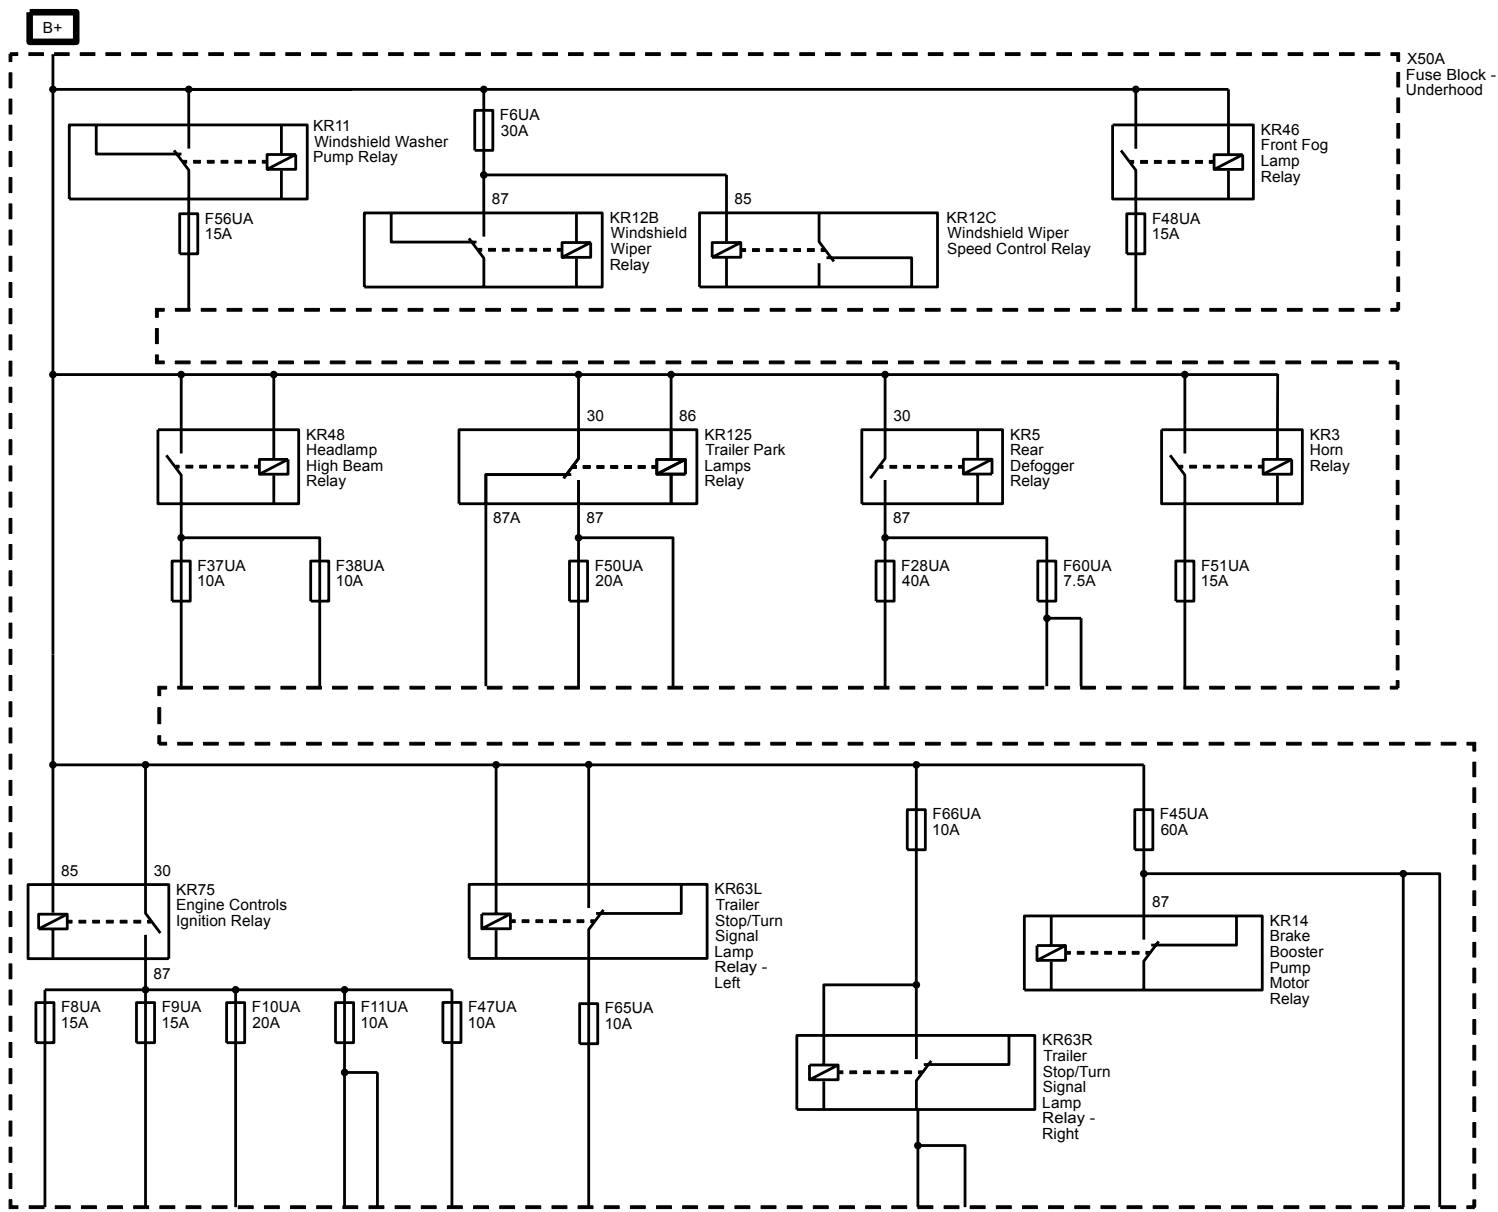 B+
X50A
Fuse Block -
Underhood
KR11
Windshield Washer
Pump Relay
F6UA
30A
KR46
Front Fog
Lamp
Relay
F56UA
15A
87
85
KR12B
Windshield
Wiper
Relay
KR12C
Windshield Wiper
Speed Control Relay
F48UA
15A
30
86
30
KR48
Headlamp
High Beam
Relay
KR125
Trailer Park
Lamps
Relay
KR5
Rear
Defogger
Relay
KR3
Horn
Relay
87A
87
87
F37UA
10A
F38UA
10A
F50UA
20A
F28UA
40A
F60UA
7.5A
F51UA
15A
F66UA
10A
F45UA
60A
85
30
KR75
Engine Controls
Ignition Relay
KR63L
Trailer
Stop/Turn
Signal
Lamp
Relay -
Left
87
KR14
Brake
Booster
Pump
Motor
Relay
87
F8UA
15A
F9UA
15A
F10UA
20A
F11UA
10A
F47UA
10A
F65UA
10A
KR63R
Trailer
Stop/Turn
Signal
Lamp
Relay -
Right